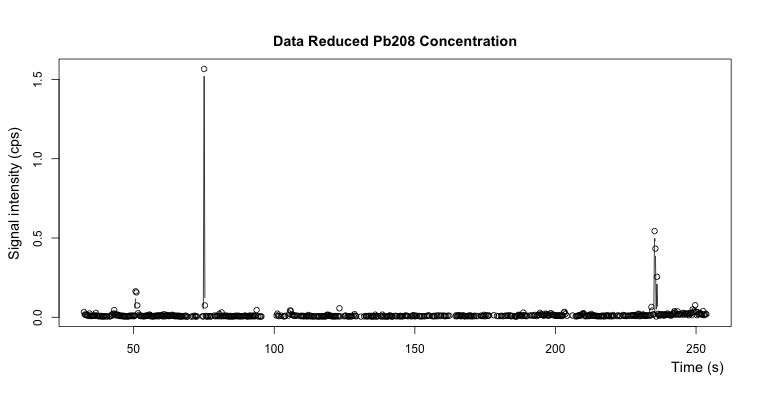 Data Reduced Pb208 Concentration
Signal intensity (cps)
1.5
1.0
0.5
0.0
50 100 150 200 250
Time (s)